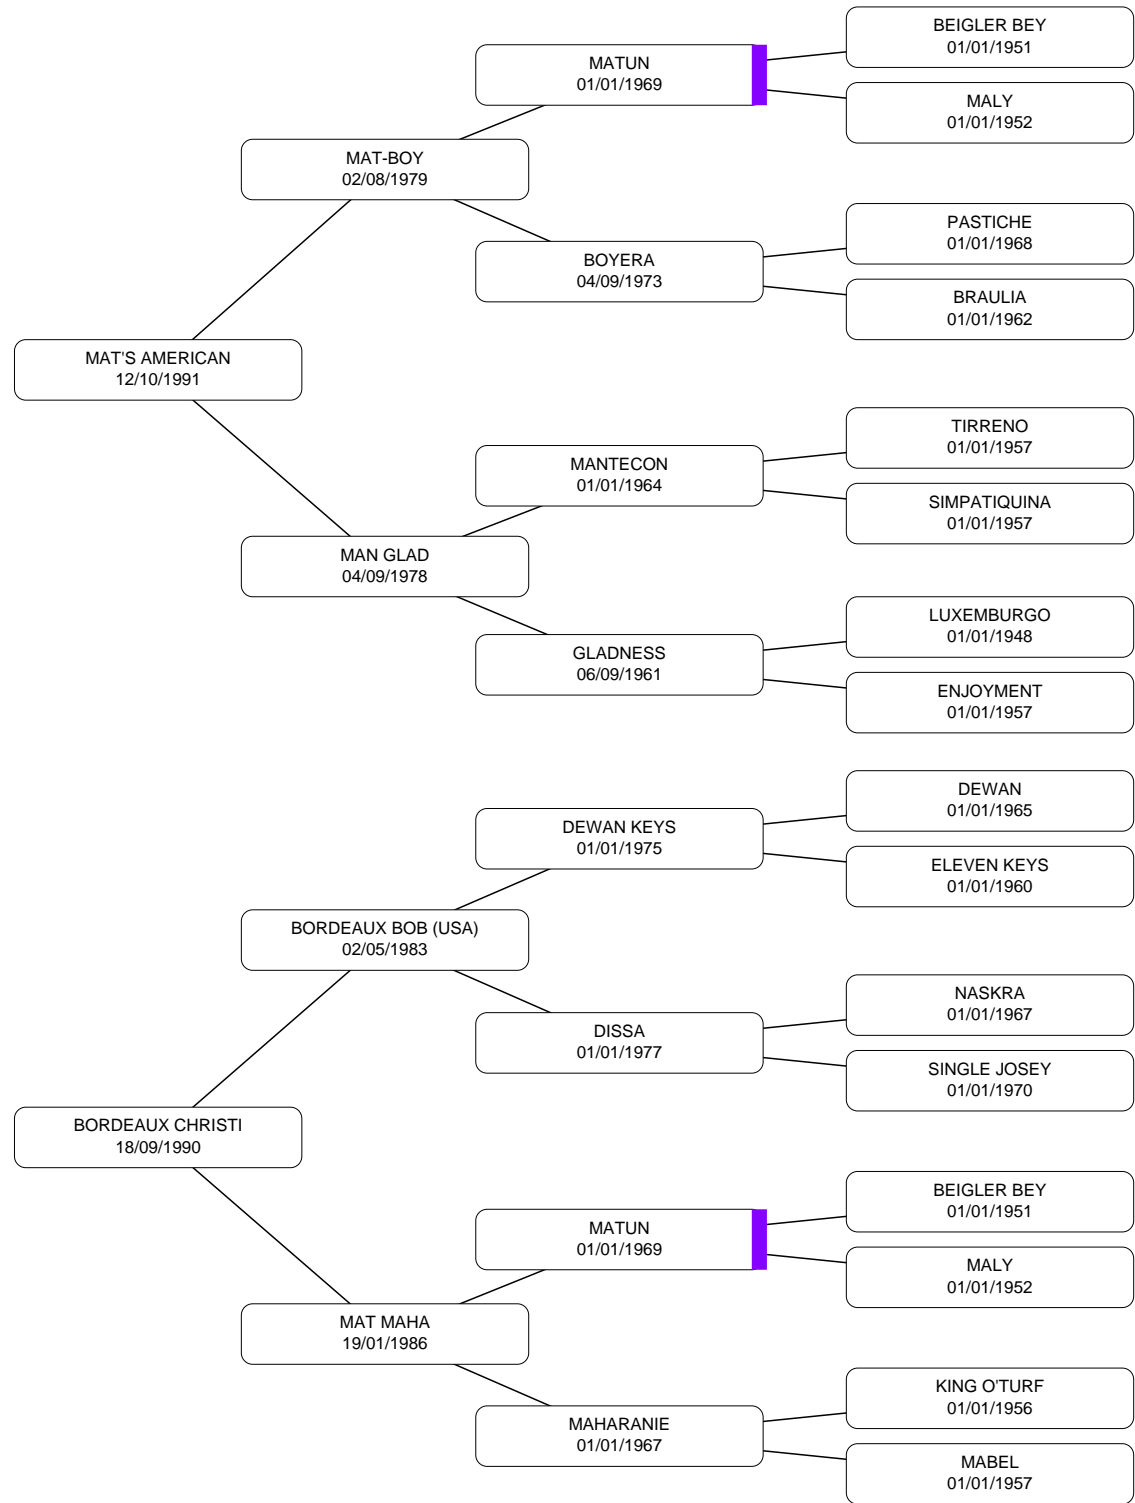 BEIGLER BEY
01/01/1951
MATUN
01/01/1969
MALY
01/01/1952
MAT-BOY
02/08/1979
PASTICHE
01/01/1968
BOYERA
04/09/1973
BRAULIA
01/01/1962
MAT'S AMERICAN
12/10/1991
TIRRENO
01/01/1957
MANTECON
01/01/1964
SIMPATIQUINA
01/01/1957
MAN GLAD
04/09/1978
LUXEMBURGO
01/01/1948
GLADNESS
06/09/1961
ENJOYMENT
01/01/1957
DEWAN
01/01/1965
DEWAN KEYS
01/01/1975
ELEVEN KEYS
01/01/1960
BORDEAUX BOB (USA)
02/05/1983
NASKRA
01/01/1967
DISSA
01/01/1977
SINGLE JOSEY
01/01/1970
BORDEAUX CHRISTI
18/09/1990
BEIGLER BEY
01/01/1951
MATUN
01/01/1969
MALY
01/01/1952
MAT MAHA
19/01/1986
KING O'TURF
01/01/1956
MAHARANIE
01/01/1967
MABEL
01/01/1957